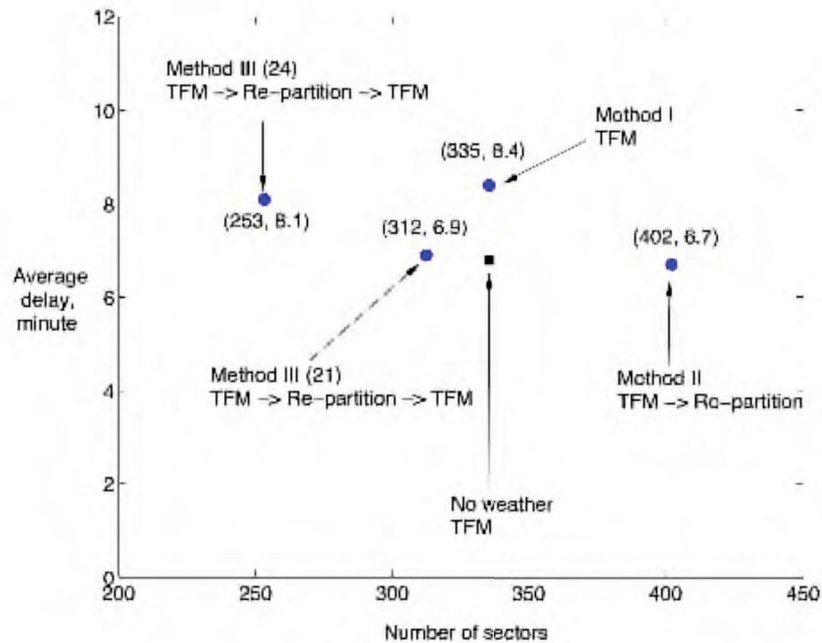 12
10
8
6
4
2
0
Average
delay,
minute
Method III (24)
TFM -> Re-partition -> TFM
Mothod I
TFM
(335, 8.4)
(253, 8.1)
(312, 6.9)
(402, 6.7)
Method III (21)
TFM -> Re-partition -> TFM
Mothod II
TFM -> Re-partition
No weather
TFM
200
250
300
350
400
450
Number of sectors